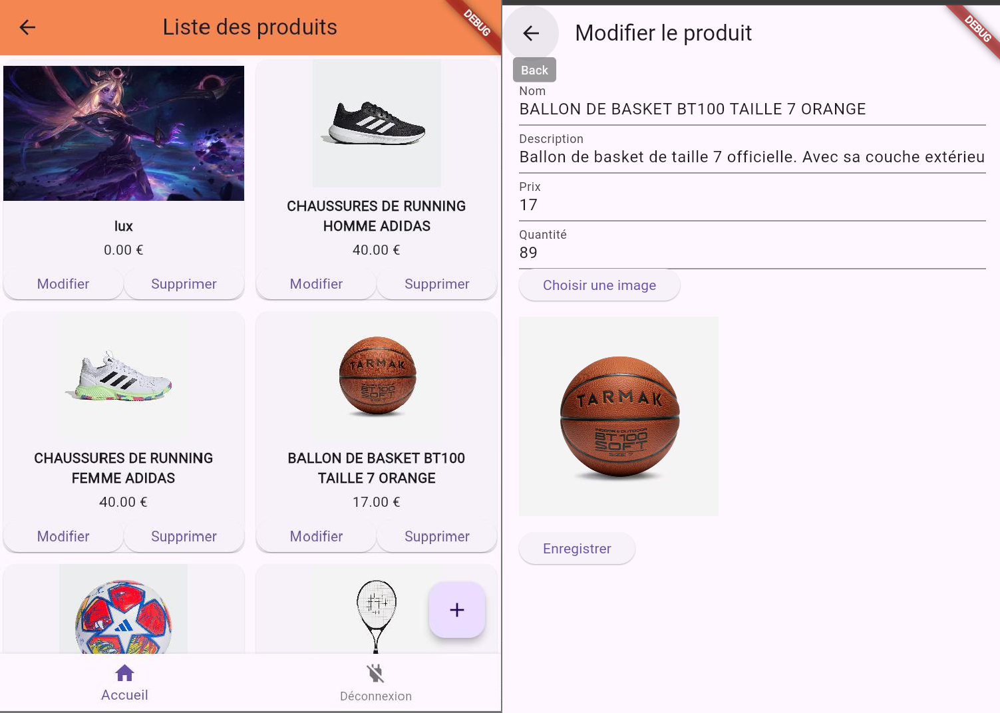 Liste des produits
DEBUG
lux
0.00 €
Modifier
Supprimer
CHAUSSURES DE RUNNING
HOMME ADIDAS
40.00 €
Modifier
Supprimer
CHAUSSURES DE RUNNING
FEMME ADIDAS
40.00 €
Modifier
Supprimer
TARMAK
BT100
SOFT
BALLON DE BASKET BT100
TAILLE 7 ORANGE
17.00 €
Modifier
Supprimer
Accueil
Déconnexion
Modifier le produit
DEBUG
Back
Nom
BALLON DE BASKET BT100 TAILLE 7 ORANGE
Description
Ballon de basket de taille 7 officielle. Avec sa couche extérieu
Prix
17
Quantité
89
Choisir une image
TARMAK
INDOOR & OUTDOOR
BT100
SOFT
SIZE 7
Enregistrer